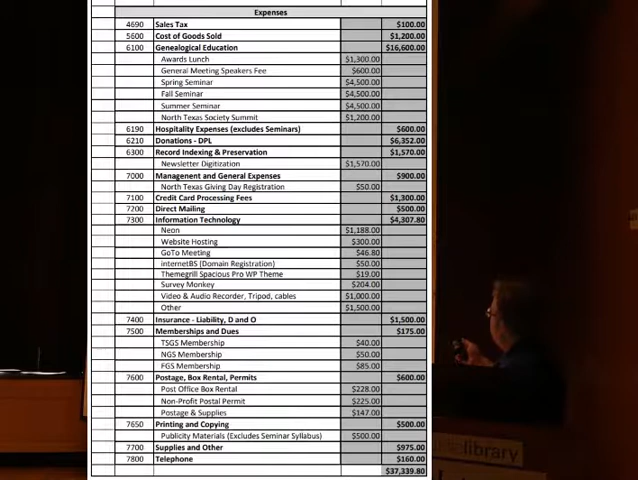 Expenses
4690 Sales Tax $100.00
5600 Cost of Goods Sold $1,200.00
6100 Genealogical Education $16,600.00
Awards Lunch $1,300.00
General Meeting Speakers Fee $600.00
Spring Seminar $4,500.00
Fall Seminar $4,500.00
Summer Seminar $4,500.00
North Texas Society Summit $1,200.00
6190 Hospitality Expenses (excludes Seminars) $600.00
6210 Donations - DPL $6,352.00
6300 Record Indexing & Preservation $1,570.00
Newsletter Digitization $1,570.00
7000 Management and General Expenses $900.00
North Texas Giving Day Registration $50.00
7100 Credit Card Processing Fees $1,300.00
7200 Direct Mailing $500.00
7300 Information Technology $4,307.80
Neon $1,188.00
Website Hosting $300.00
GoTo Meeting $46.80
internetBS (Domain Registration) $50.00
Themegrill Spacious Pro WP Theme $19.00
Survey Monkey $204.00
Video & Audio Recorder, Tripod, cables $1,000.00
Other $1,500.00
7400 Insurance - Liability, D and O $1,500.00
7500 Memberships and Dues $175.00
TSGS Membership $40.00
NGS Membership $50.00
FGS Membership $85.00
7600 Postage, Box Rental, Permits $600.00
Post Office Box Rental $228.00
Non-Profit Postal Permit $225.00
Postage & Supplies $147.00
7650 Printing and Copying $500.00
Publicity Materials (Excludes Seminar Syllabus) $500.00
7700 Supplies and Other $975.00
7800 Telephone $160.00
$37,339.80
library